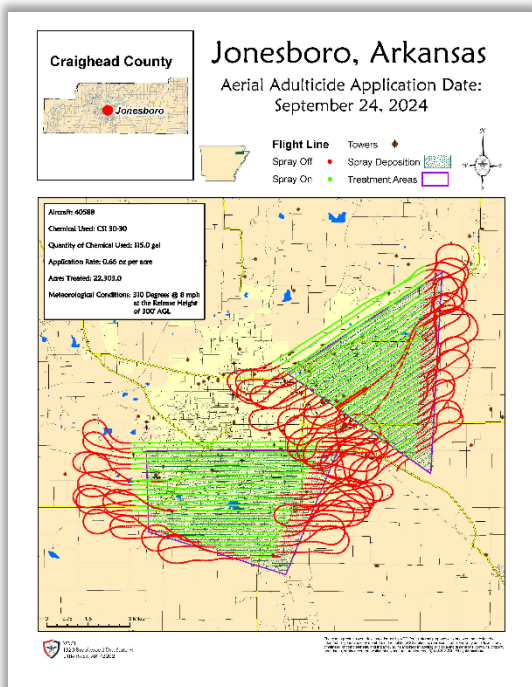 Craighead County
Jonesboro
Jonesboro, Arkansas
Aerial Adulticide Application Date:
September 24, 2024
Flight Line
Spray Off
Spray On
Towers
Spray Deposition
Treatment Areas
Aircraft: 4058B
Chemical Used: CSI 30-30
Quantity of Chemical Used: 115.0 gal
Application Rate: 0.66 oz per acre
Acres Treated: 22,303.0
Meteorological Conditions: 310 Degrees @ 8 mph
at the Release Height
of 300' AGL
3 Miles